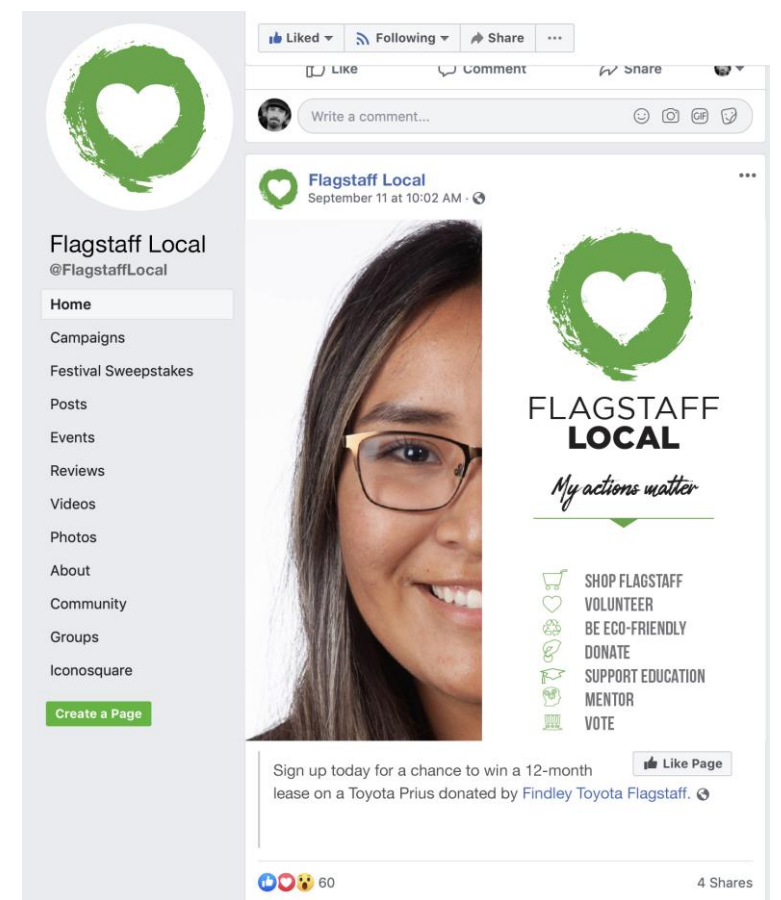 Liked
Following
Share
Like
Comment
Share
Write a comment...
GIF
Flagstaff Local
September 11 at 10:02 AM ·
Flagstaff Local
@FlagstaffLocal
Home
Campaigns
Festival Sweepstakes
Posts
Events
Reviews
Videos
Photos
About
Community
Groups
Iconosquare
Create a Page
FLAGSTAFF
LOCAL
My actions matter
SHOP FLAGSTAFF
VOLUNTEER
BE ECO-FRIENDLY
DONATE
SUPPORT EDUCATION
MENTOR
VOTE
Sign up today for a chance to win a 12-month
lease on a Toyota Prius donated by Findley Toyota Flagstaff.
Like Page
60
4 Shares